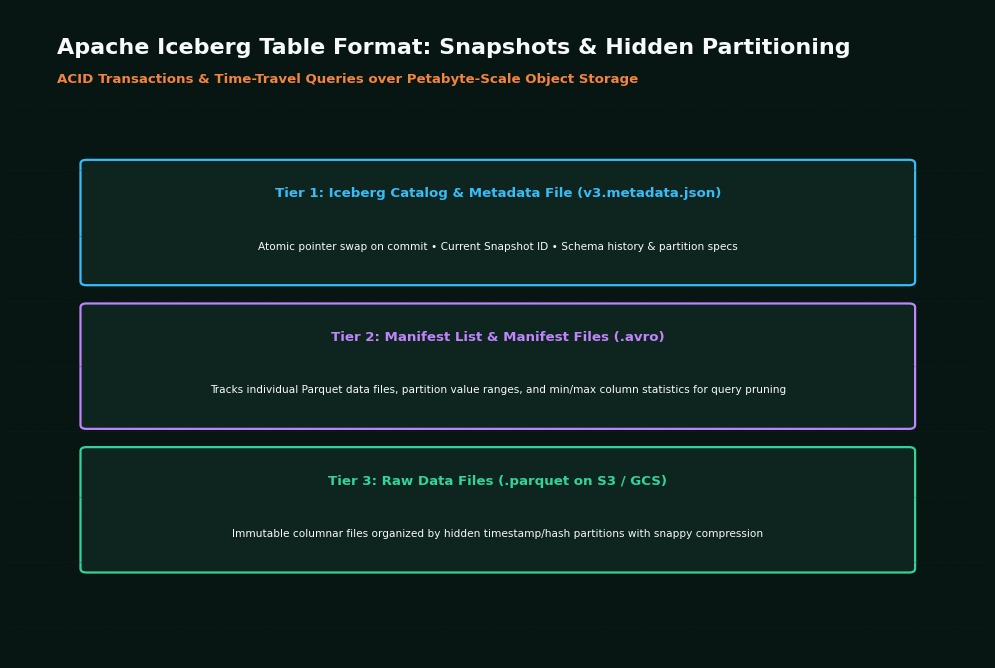 Apache Iceberg Table Format: Snapshots & Hidden Partitioning
ACID Transactions & Time-Travel Queries over Petabyte-Scale Object Storage
Tier 1: Iceberg Catalog & Metadata File (v3.metadata.json)
Atomic pointer swap on commit • Current Snapshot ID • Schema history & partition specs
Tier 2: Manifest List & Manifest Files (.avro)
Tracks individual Parquet data files, partition value ranges, and min/max column statistics for query pruning
Tier 3: Raw Data Files (.parquet on S3 / GCS)
Immutable columnar files organized by hidden timestamp/hash partitions with snappy compression